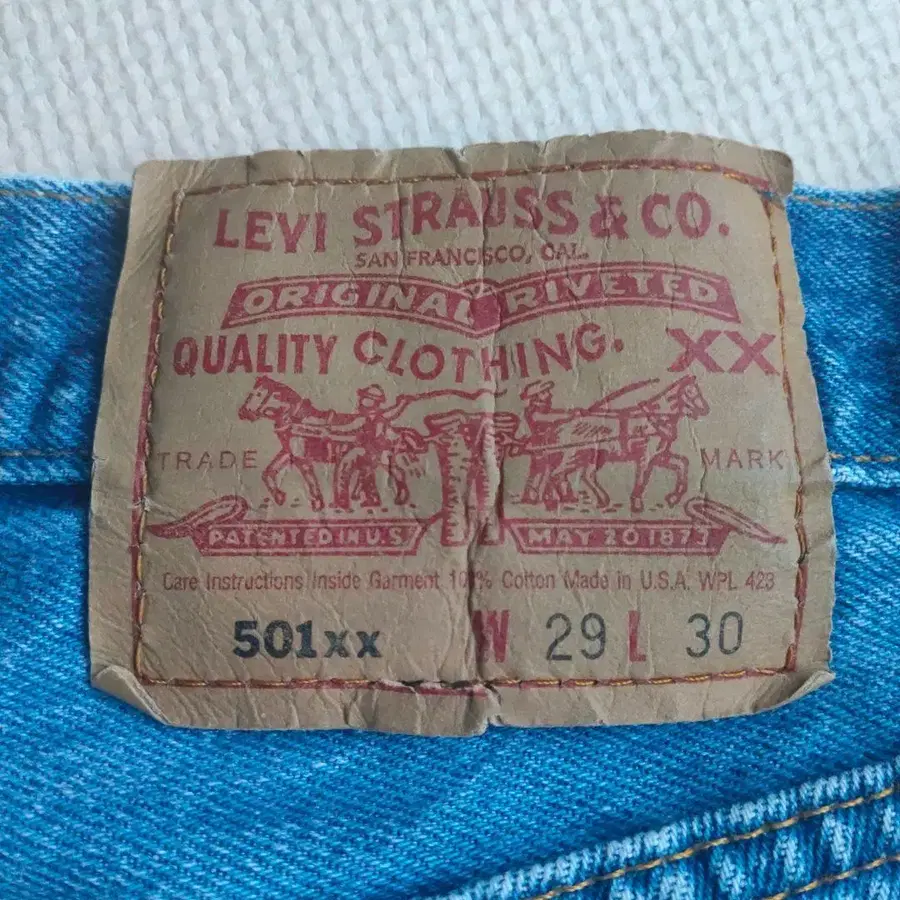 LEVI STRAUSS & CO.
SAN FRANCISCO, CAL.
ORIGINAL RIVETED
QUALITY CLOTHING. XX
TRADE MARK
PATENTED IN U.S. MAY 20 1873
Care Instructions Inside Garment 100% Cotton Made in U.S.A. WPL 423
501xx W 29 L 30